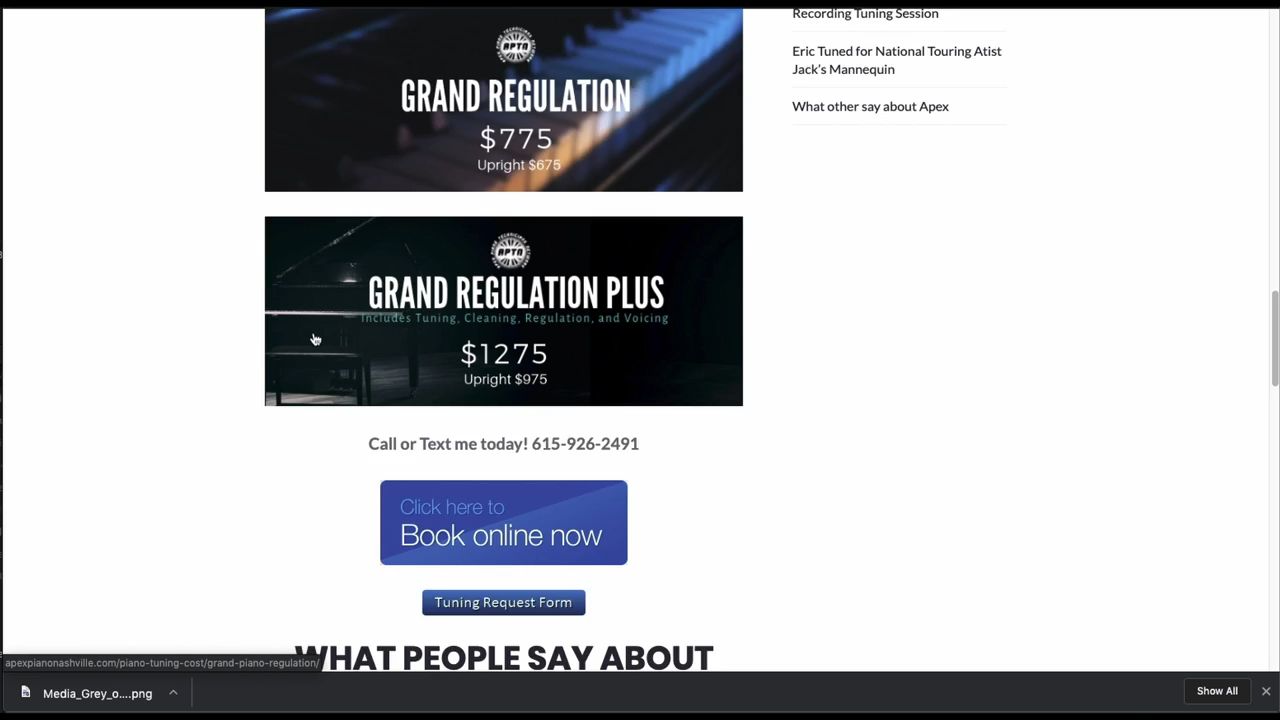 Recording Tuning Session
Eric Tuned for National Touring Atist
Jack's Mannequin
What other say about Apex
APTN
GRAND REGULATION
$775
Upright $675
APTN
GRAND REGULATION PLUS
Includes Tuning, Cleaning, Regulation, and Voicing
$1275
Upright $975
Call or Text me today! 615-926-2491
Click here to
Book online now
Tuning Request Form
WHAT PEOPLE SAY ABOUT
apexpianonashville.com/piano-tuning-cost/grand-piano-regulation/
Media_Grey_o....png
Show All